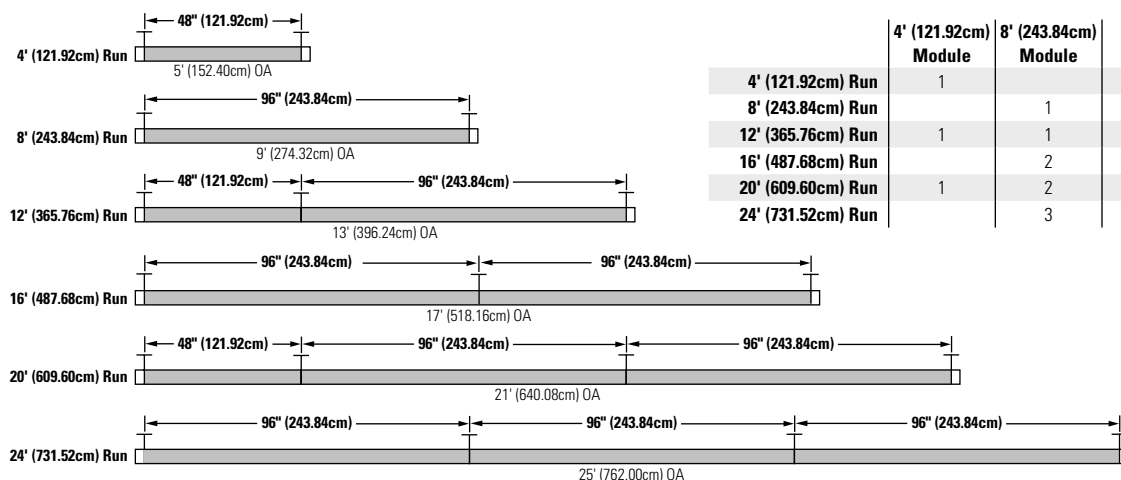 48" (121.92cm)
4' (121.92cm) Run
5' (152.40cm) OA
96" (243.84cm)
8' (243.84cm) Run
9' (274.32cm) OA
48" (121.92cm) 96" (243.84cm)
12' (365.76cm) Run
13' (396.24cm) OA
96" (243.84cm) 96" (243.84cm)
16' (487.68cm) Run
17' (518.16cm) OA
48" (121.92cm) 96" (243.84cm) 96" (243.84cm)
20' (609.60cm) Run
21' (640.08cm) OA
96" (243.84cm) 96" (243.84cm) 96" (243.84cm)
24' (731.52cm) Run
25' (762.00cm) OA
4' (121.92cm) 8' (243.84cm)
Module Module
4' (121.92cm) Run 1
8' (243.84cm) Run 1
12' (365.76cm) Run 1 1
16' (487.68cm) Run 2
20' (609.60cm) Run 1 2
24' (731.52cm) Run 3